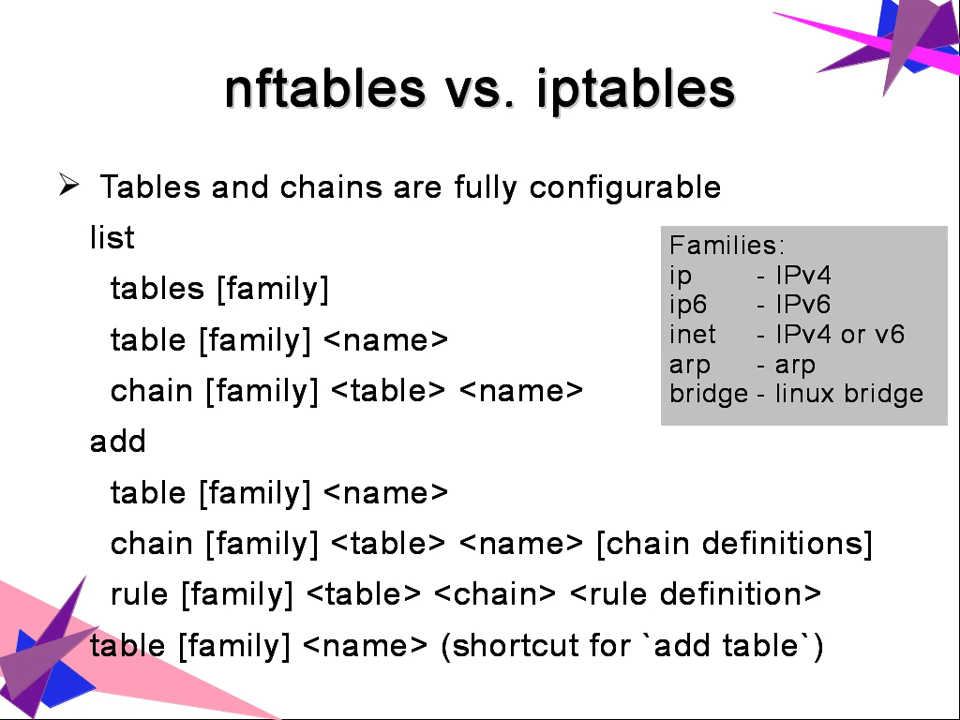 nftables vs. iptables
➢ Tables and chains are fully configurable
list
tables [family]
table [family] <name>
chain [family] <table> <name>
add
table [family] <name>
chain [family] <table> <name> [chain definitions]
rule [family] <table> <chain> <rule definition>
table [family] <name> (shortcut for `add table`)
Families:
ip - IPv4
ip6 - IPv6
inet - IPv4 or v6
arp - arp
bridge - linux bridge